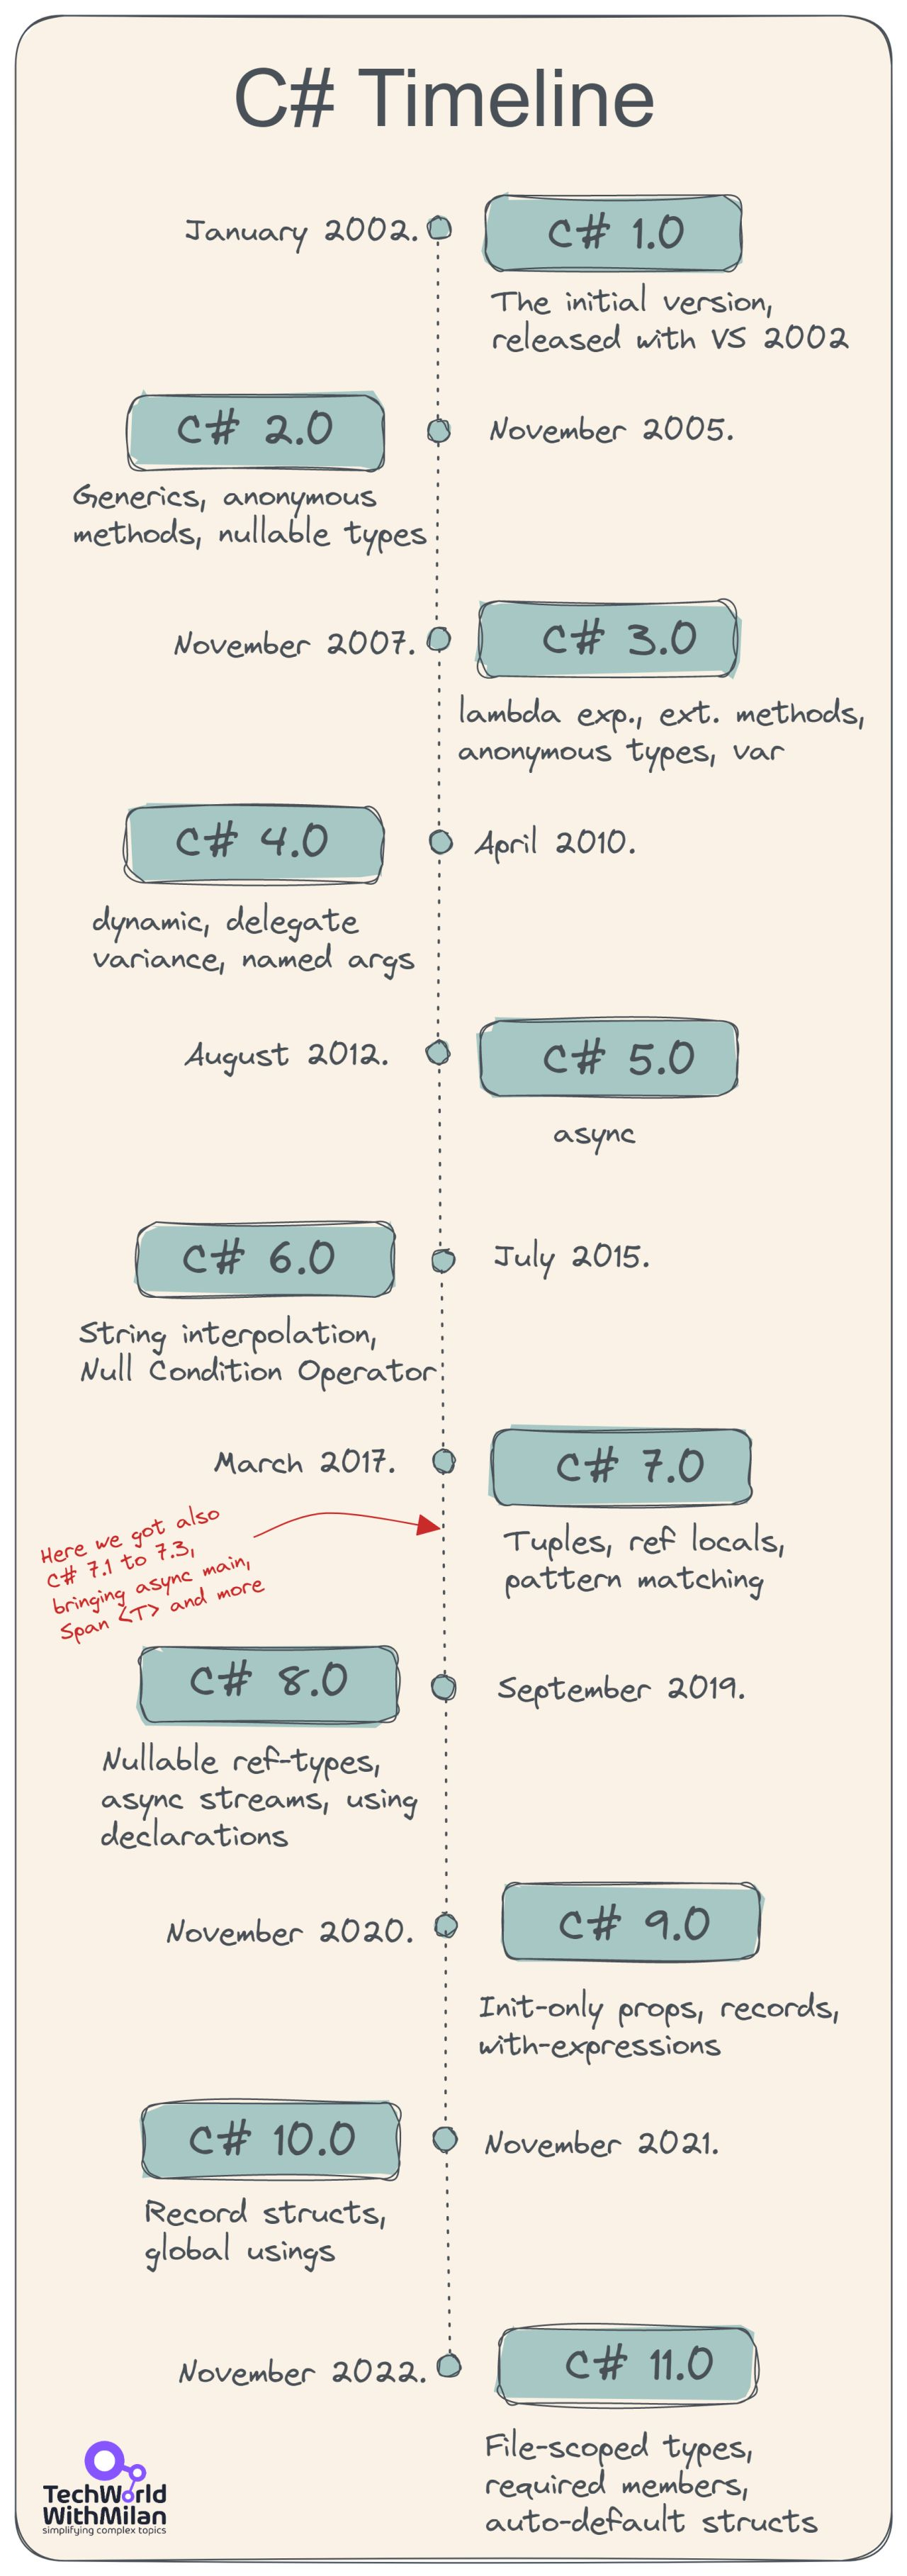 C# Timeline
January 2002.
C# 1.0
The initial version,
released with VS 2002
C# 2.0
November 2005.
Generics, anonymous
methods, nullable types
November 2007.
C# 3.0
lambda exp., ext. methods,
anonymous types, var
C# 4.0
April 2010.
dynamic, delegate
variance, named args
August 2012.
C# 5.0
async
C# 6.0
July 2015.
String interpolation,
Null Condition Operator
March 2017.
C# 7.0
Tuples, ref locals,
pattern matching
Here we got also
C# 7.1 to 7.3,
bringing async main,
Span <T> and more
C# 8.0
September 2019.
Nullable ref-types,
async streams, using
declarations
November 2020.
C# 9.0
Init-only props, records,
with-expressions
C# 10.0
November 2021.
Record structs,
global usings
November 2022.
C# 11.0
File-scoped types,
required members,
auto-default structs
TechWorld
WithMilan
simplifying complex topics